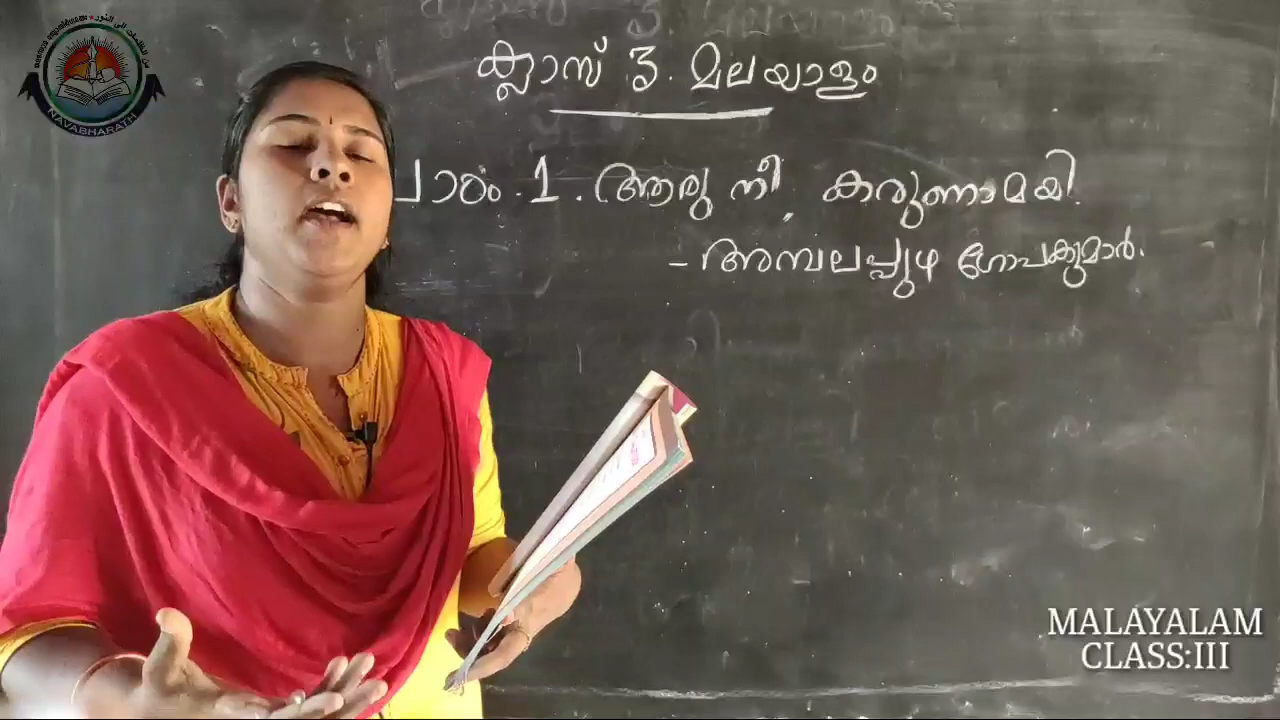 ക്ലാസ് 3. മലയാളം
പാഠം .1. ആരു നീ, കരുണാമയി
- അമ്പലപ്പുഴ ഗോപകുമാർ.
NAVABHARATH
MALAYALAM
CLASS:III